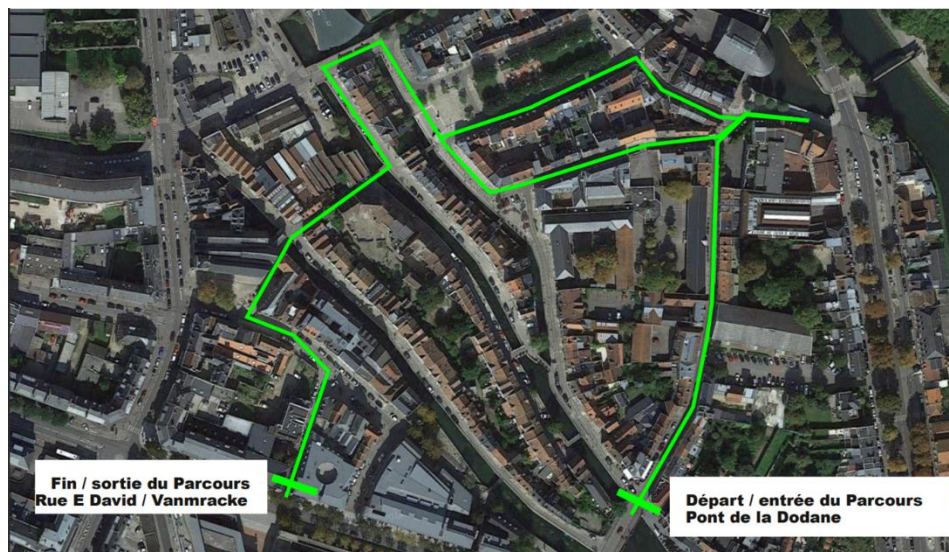 Fin / sortie du Parcours
Rue E David / Vanmracke
Départ / entrée du Parcours
Pont de la Dodane